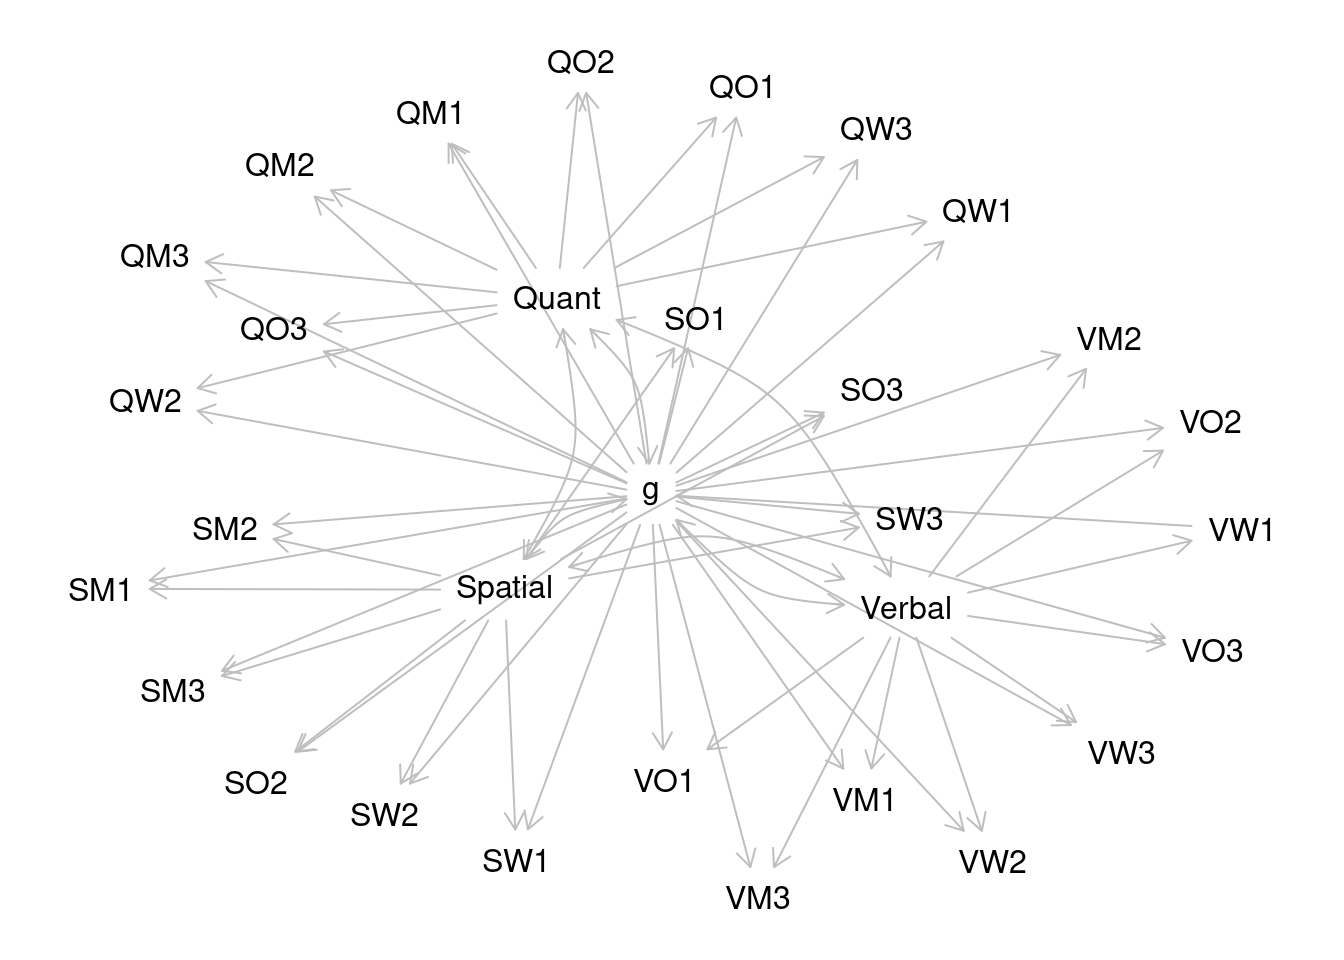 QO2
QO1
QM1
QW3
QM2
QW1
QM3
Quant
SO1
QO3
VM2
SO3
QW2
VO2
g
SW3
SM2
VW1
Spatial
SM1
Verbal
VO3
SM3
VW3
SO2
VO1
VM1
SW2
SW1
VW2
VM3